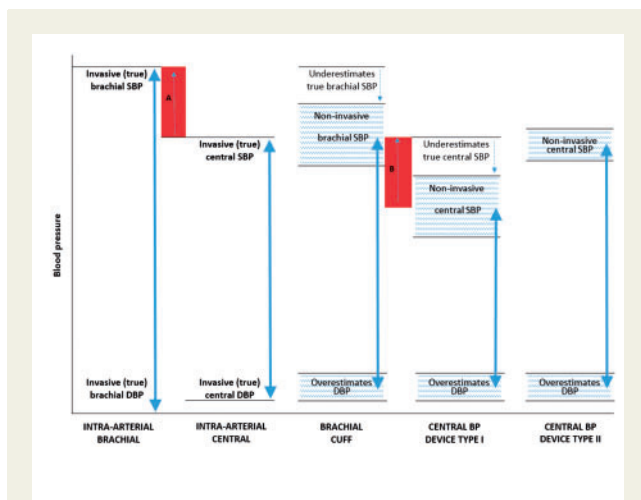 Invasive (true)
brachial SBP
A
Invasive (true)
central SBP
Underestimates
true brachial SBP
Non-invasive
brachial SBP
B
Underestimates
true central SBP
Non-invasive
central SBP
Non-invasive
central SBP
Blood pressure
Invasive (true)
brachial DBP
Invasive (true)
central DBP
Overestimates
DBP
Overestimates
DBP
Overestimates
DBP
INTRA-ARTERIAL
BRACHIAL
INTRA-ARTERIAL
CENTRAL
BRACHIAL
CUFF
CENTRAL BP
DEVICE TYPE I
CENTRAL BP
DEVICE TYPE II